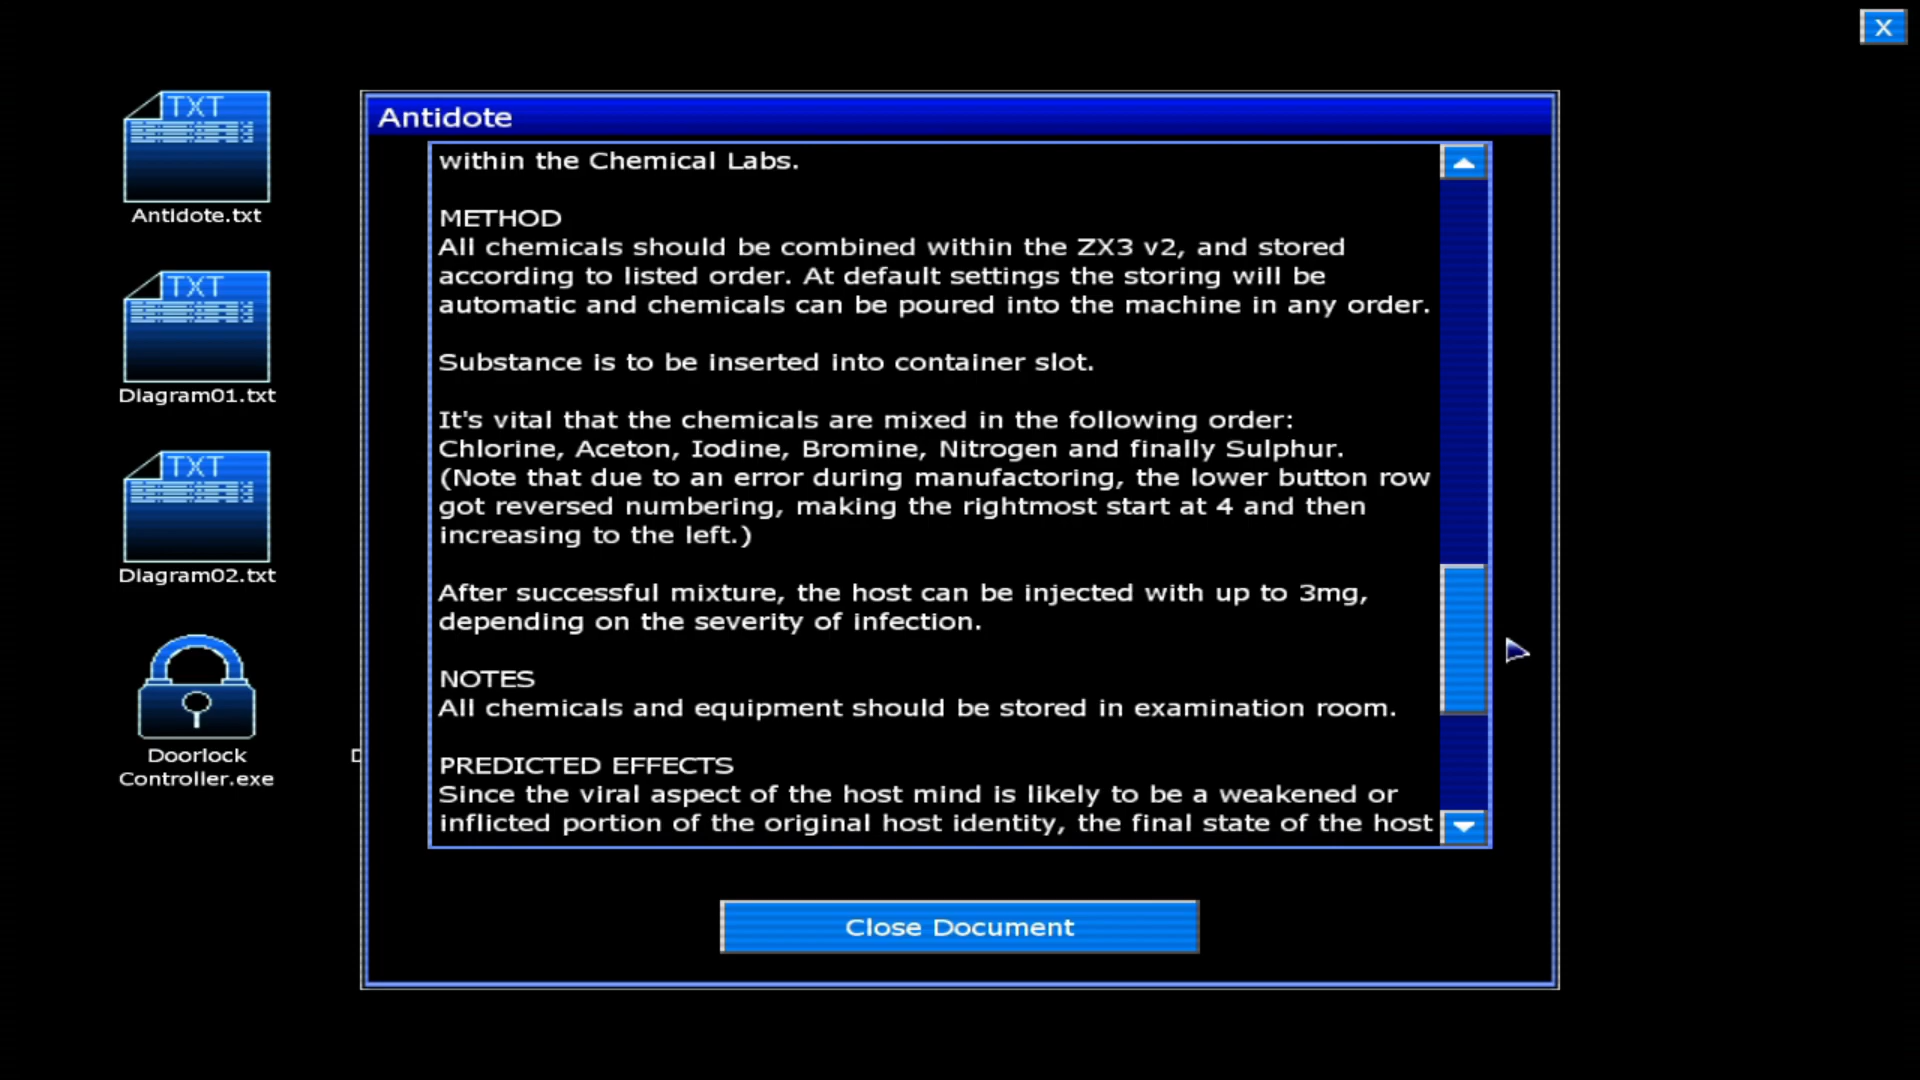 X
TXT
Antidote.txt
TXT
Diagram01.txt
TXT
Diagram02.txt
Doorlock
Controller.exe
Antidote
within the Chemical Labs.
METHOD
All chemicals should be combined within the ZX3 v2, and stored
according to listed order. At default settings the storing will be
automatic and chemicals can be poured into the machine in any order.
Substance is to be inserted into container slot.
It's vital that the chemicals are mixed in the following order:
Chlorine, Aceton, Iodine, Bromine, Nitrogen and finally Sulphur.
(Note that due to an error during manufactoring, the lower button row
got reversed numbering, making the rightmost start at 4 and then
increasing to the left.)
After successful mixture, the host can be injected with up to 3mg,
depending on the severity of infection.
NOTES
All chemicals and equipment should be stored in examination room.
PREDICTED EFFECTS
Since the viral aspect of the host mind is likely to be a weakened or
inflicted portion of the original host identity, the final state of the host
Close Document